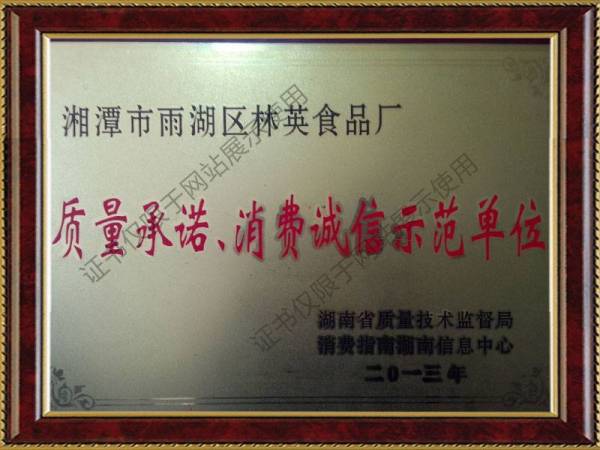 湘潭市雨湖区林英食品厂
质量承诺、消费诚信示范单位
湖南省质量技术监督局
消费指南湖南信息中心
二〇一三年
证书仅限于网站展示使用
证书仅限于网站展示使用